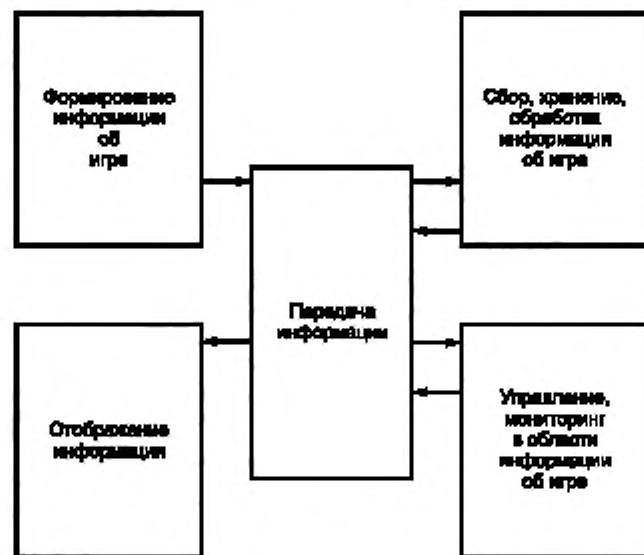 Формирование
информации
об
игре
Сбор, хранение,
обработка
информации
об игре
Передача
информации
Отображение
информации
Управление,
мониторинг
в области
информации
об игре